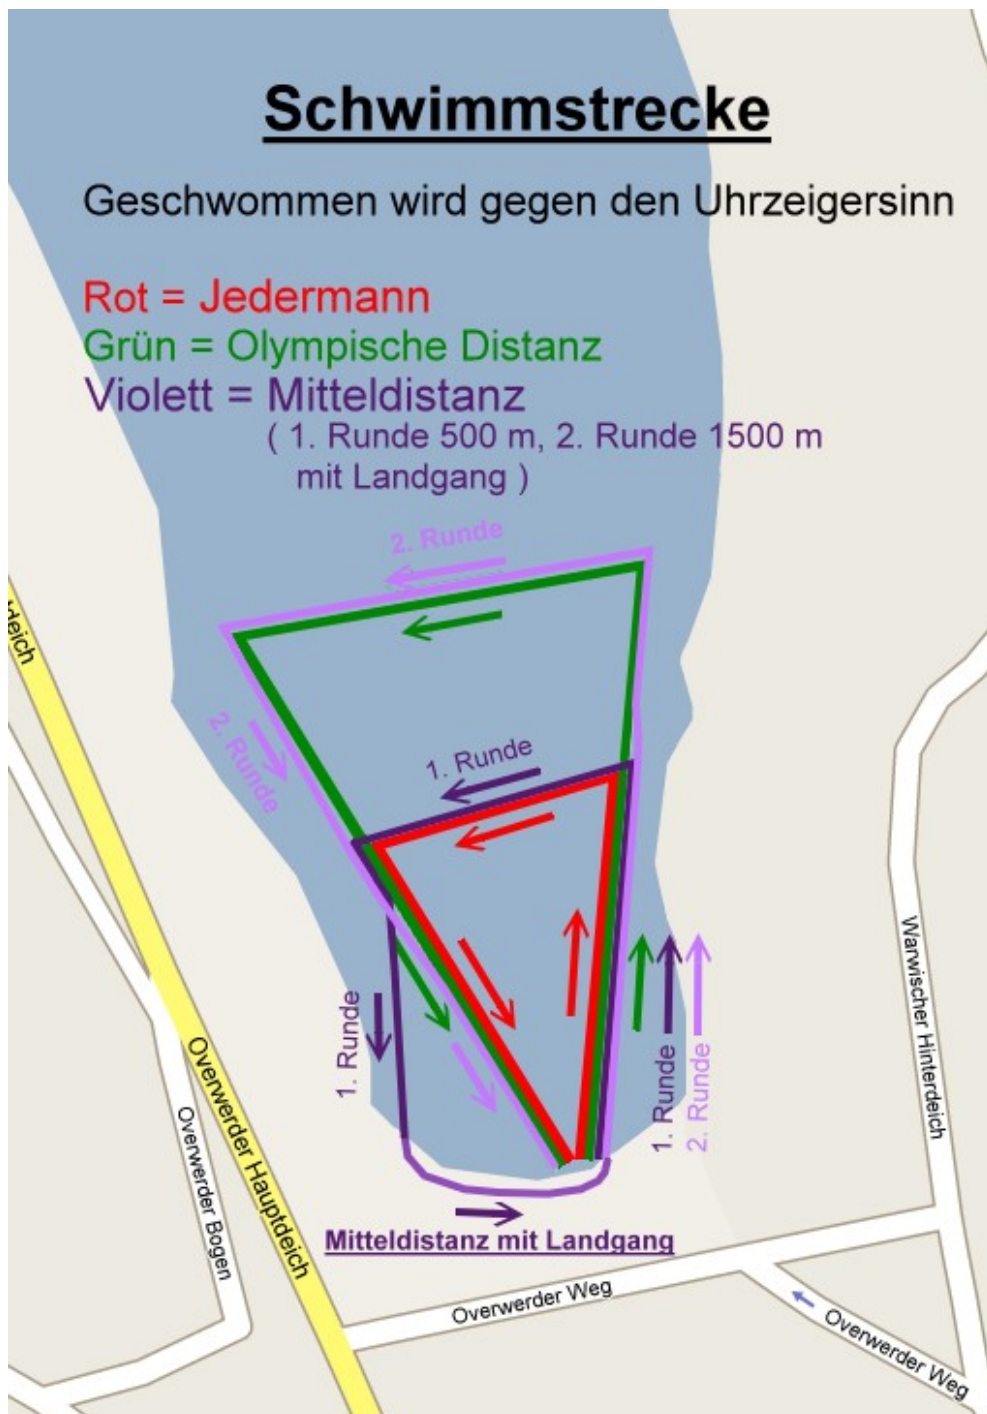 Schwimmstrecke
Geschwommen wird gegen den Uhrzeigersinn
Rot = Jedermann
Grün = Olympische Distanz
Violett = Mitteldistanz
( 1. Runde 500 m, 2. Runde 1500 m
mit Landgang )
2. Runde
deich
2. Runde
1. Runde
Warwischer Hinterdeich
1. Runde
1. Runde
2. Runde
Overwerder Hauptdeich
Overwerder Bogen
Mitteldistanz mit Landgang
Overwerder Weg
Overwerder Weg